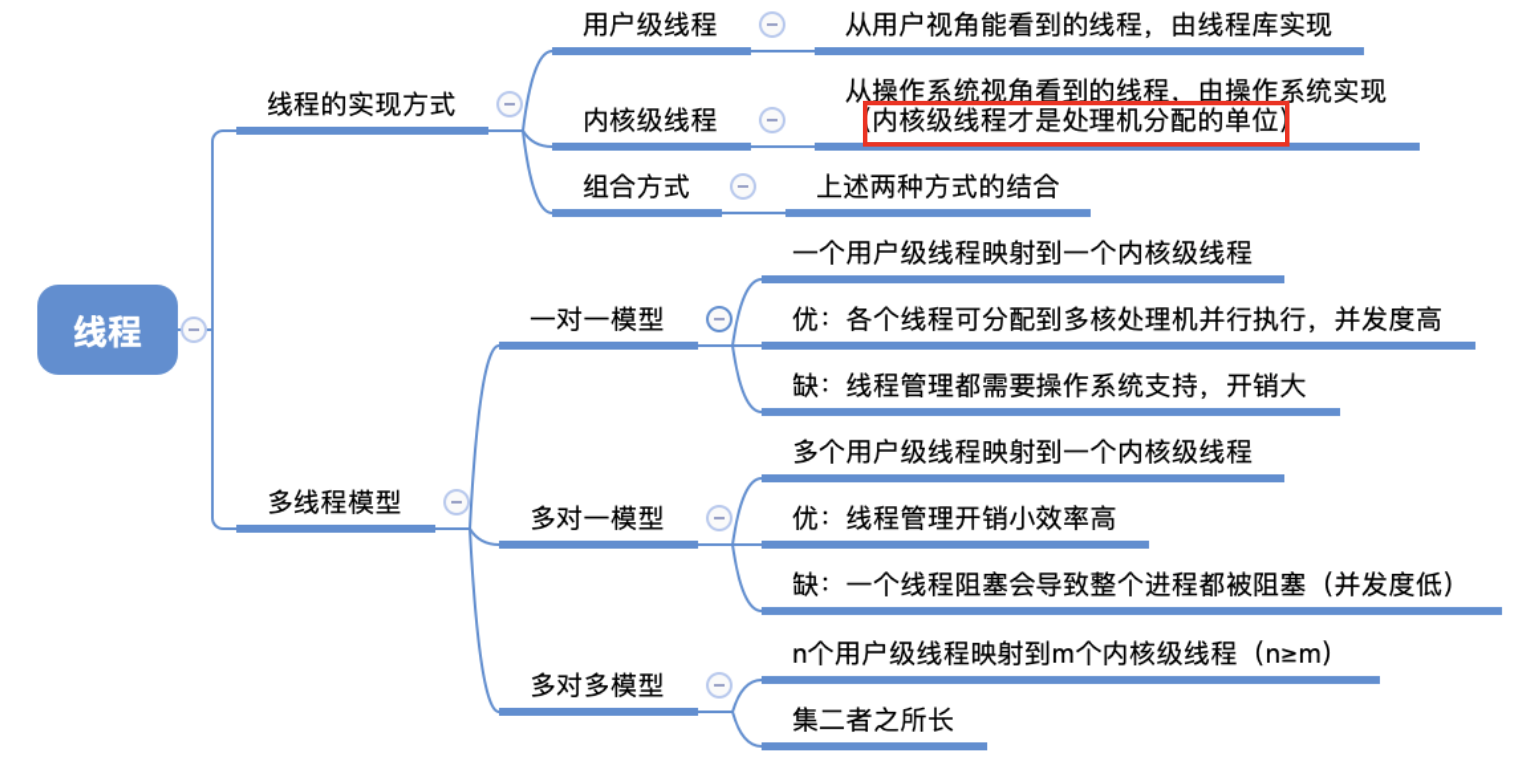 线程
线程的实现方式
用户级线程
从用户视角能看到的线程，由线程库实现
内核级线程
从操作系统视角看到的线程，由操作系统实现
（内核级线程才是处理机分配的单位）
组合方式
上述两种方式的结合
多线程模型
一对一模型
一个用户级线程映射到一个内核级线程
优：各个线程可分配到多核处理机并行执行，并发度高
缺：线程管理都需要操作系统支持，开销大
多对一模型
多个用户级线程映射到一个内核级线程
优：线程管理开销小效率高
缺：一个线程阻塞会导致整个进程都被阻塞（并发度低）
多对多模型
n个用户级线程映射到m个内核级线程（n≥m）
集二者之所长